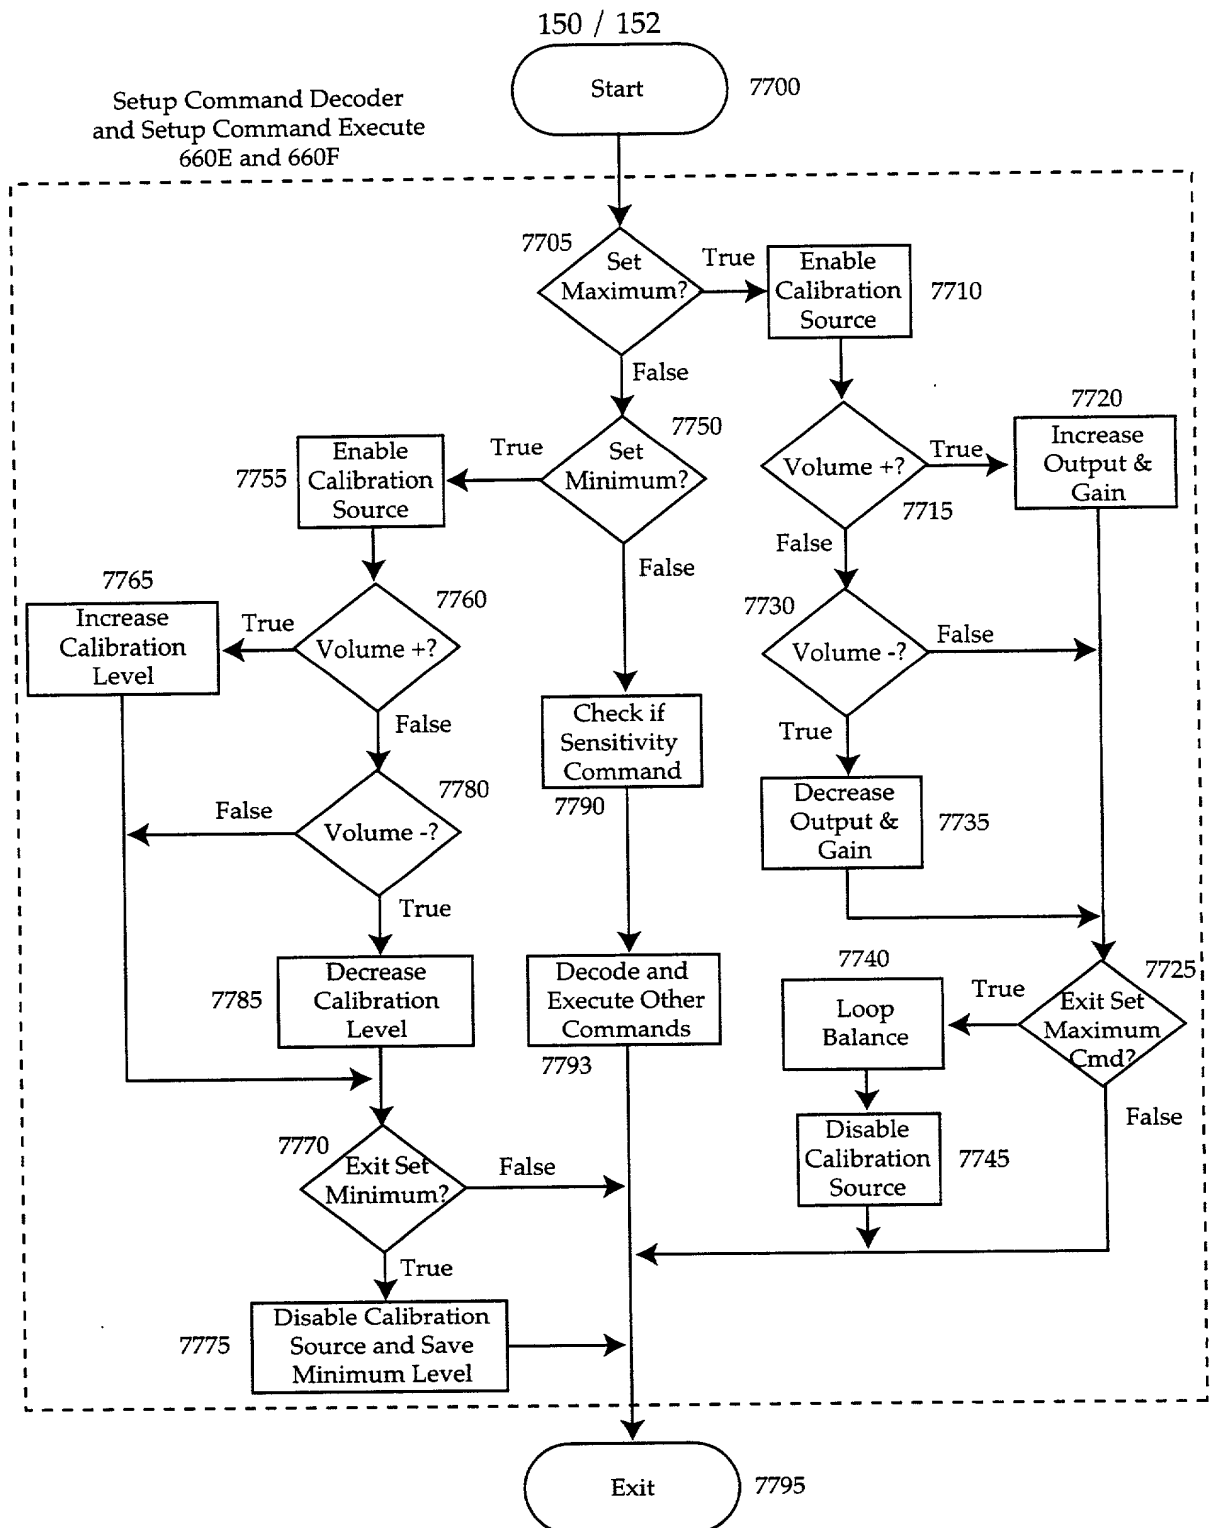 150 / 152
Start
7700
Setup Command Decoder
and Setup Command Execute
660E and 660F
7705
Set
Maximum?
True
Enable
Calibration
Source
7710
False
7750
Set
Minimum?
True
7755
Enable
Calibration
Source
7720
Increase
Output &
Gain
Volume +?
True
7715
False
False
7765
Increase
Calibration
Level
True
7760
Volume +?
7730
Volume -?
False
False
Check if
Sensitivity
Command
7790
True
7780
Volume -?
False
Decrease
Output &
Gain
7735
True
7785
Decrease
Calibration
Level
Decode and
Execute Other
Commands
7793
7740
Loop
Balance
True
7725
Exit Set
Maximum
Cmd?
False
7770
Exit Set
Minimum?
False
Disable
Calibration
Source
7745
True
7775
Disable Calibration
Source and Save
Minimum Level
Exit
7795